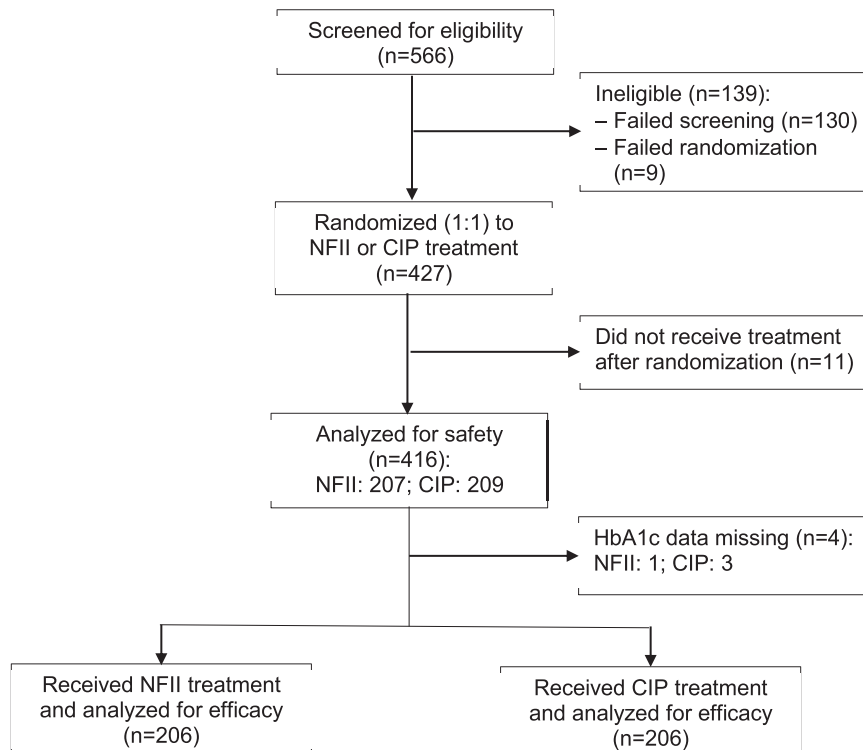 Screened for eligibility
(n=566)
Ineligible (n=139):
– Failed screening (n=130)
– Failed randomization
(n=9)
Randomized (1:1) to
NFII or CIP treatment
(n=427)
Did not receive treatment
after randomization (n=11)
Analyzed for safety
(n=416):
NFII: 207; CIP: 209
HbA1c data missing (n=4):
NFII: 1; CIP: 3
Received NFII treatment
and analyzed for efficacy
(n=206)
Received CIP treatment
and analyzed for efficacy
(n=206)